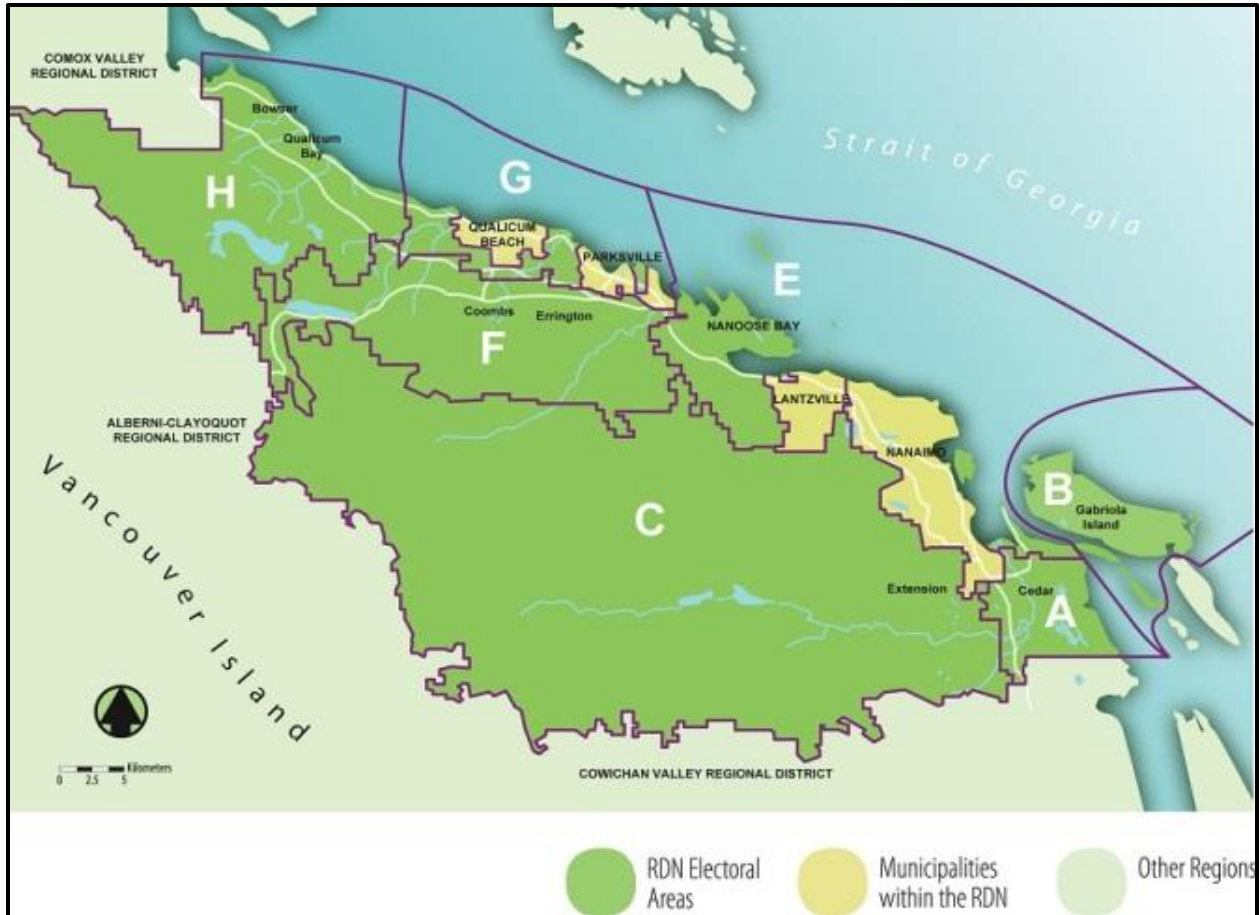 COMOX VALLEY
REGIONAL DISTRICT
Bowser
Qualicum
Bay
Strait of Georgia
G
H
QUALICUM
BEACH
PARKSVILLE
E
Coombs
Errington
NANOOSE BAY
F
LANTZVILLE
ALBERNI-CLAYOQUOT
REGIONAL DISTRICT
NANAIMO
Vancouver Island
B
Gabriola
Island
C
Extension
Cedar
A
Kilometers
0 2.5 5
COWICHAN VALLEY REGIONAL DISTRICT
RDN Electoral
Areas
Municipalities
within the RDN
Other Regions